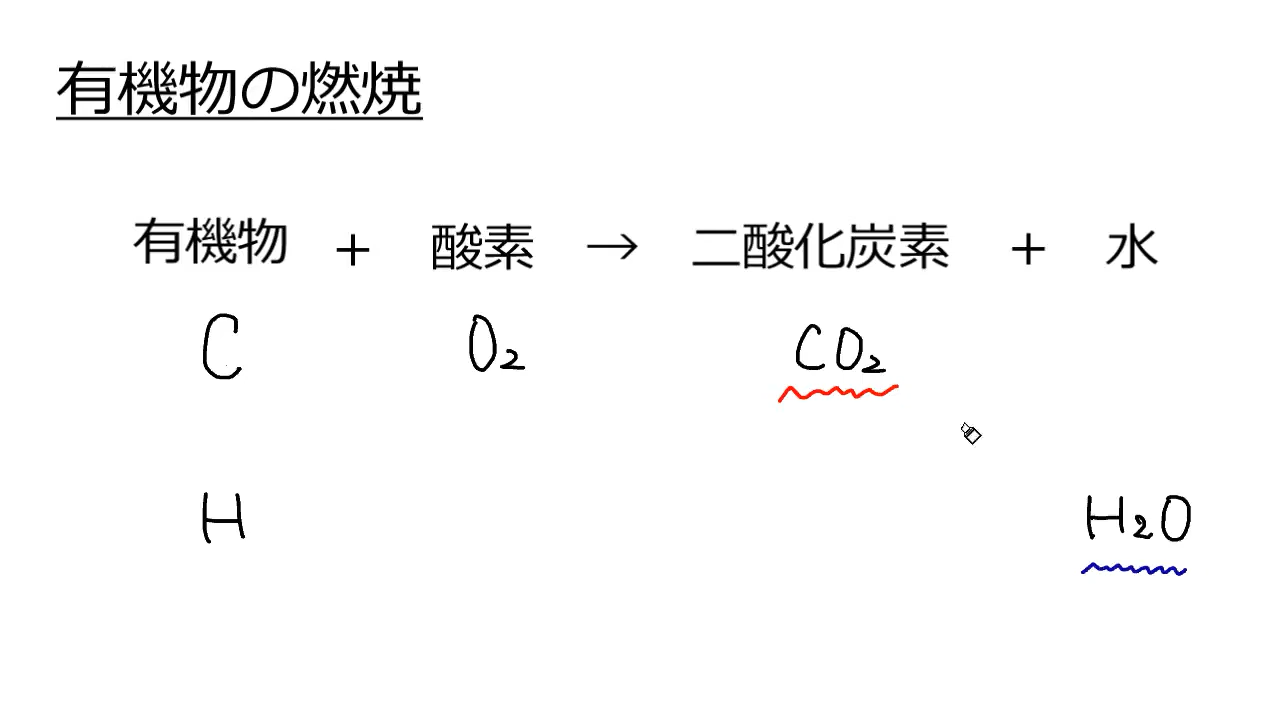 有機物の燃焼
有機物 + 酸素 → 二酸化炭素 + 水
C O₂ CO₂
H H₂O